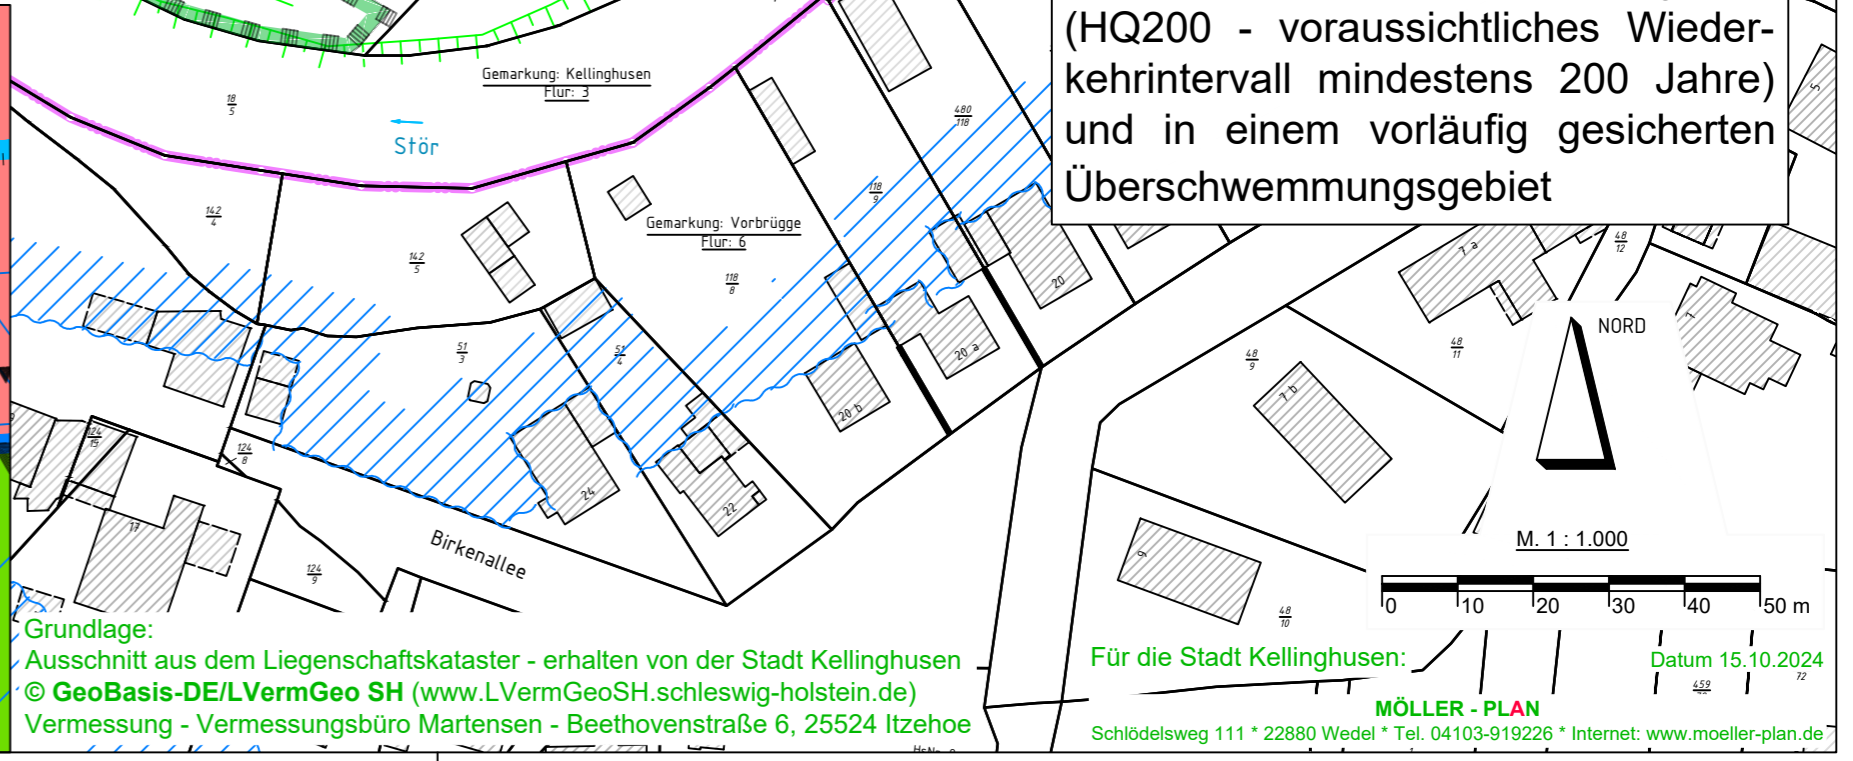 (HQ200 - voraussichtliches Wieder-
kehrintervall mindestens 200 Jahre)
und in einem vorläufig gesicherten
Überschwemmungsgebiet
Gemarkung: Kellinghusen
Flur: 3
18
5
Stör
480
118
118
9
142
4
142
5
Gemarkung: Vorbrügge
Flur: 6
118
8
51
3
51
4
20
20 a
20 b
22
24
124
15
124
8
17
124
9
Birkenallee
5
48
12
7 a
7
48
11
48
9
7 b
9
48
10
NORD
M. 1 : 1.000
0 10 20 30 40 50 m
Grundlage:
Ausschnitt aus dem Liegenschaftskataster - erhalten von der Stadt Kellinghusen
© GeoBasis-DE/LVermGeo SH (www.LVermGeoSH.schleswig-holstein.de)
Vermessung - Vermessungsbüro Martensen - Beethovenstraße 6, 25524 Itzehoe
Für die Stadt Kellinghusen:
Datum 15.10.2024
459
72
MÖLLER - PLAN
Schlödelsweg 111 * 22880 Wedel * Tel. 04103-919226 * Internet: www.moeller-plan.de